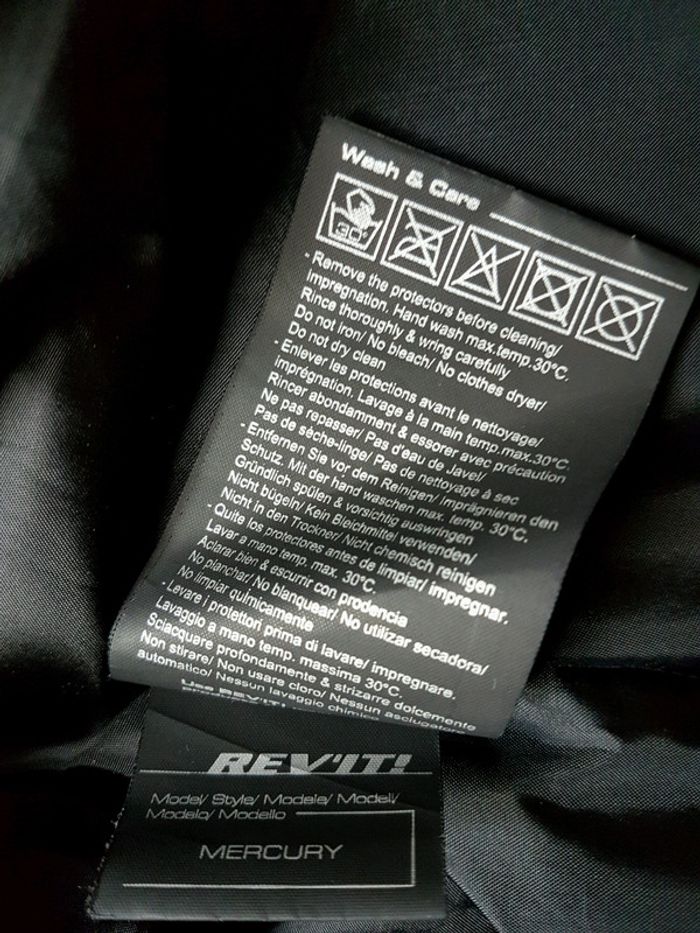 Wash & Care
30°
- Remove the protectors before cleaning/
impregnation. Hand wash max.temp.30°C.
Rince thoroughly & wring carefully
Do not iron/ No bleach/ No clothes dryer/
Do not dry clean
- Enlever les protections avant le nettoyage/
imprégnation. Lavage à la main temp.max.30°C.
Rincer abondamment & essorer avec précaution
Ne pas repasser/ Pas d'eau de Javel/
Pas de sèche-linge/ Pas de nettoyage à sec
- Entfernen Sie vor dem Reinigen/ imprägnieren den
Schutz. Mit der hand waschen max. temp. 30°C.
Gründlich spülen & vorsichtig auswringen
Nicht bügeln/ Kein Bleichmittel verwenden/
Nicht in den Trockner/ Nicht chemisch reinigen
- Quite los protectores antes de limpiar/ impregnar.
Lavar a mano temp. max. 30°C.
Aclarar bien & escurrir con prodencia
No planchar/ No blanquear/ No utilizar secadora/
No limpiar químicamente
- Levare i protettori prima di lavare/ impregnare.
Lavaggio a mano temp. massima 30°C.
Sciacquare profondamente & strizzare dolcemente
Non stirare/ Non usare cloro/ Nessun asciugatore
automatico/ Nessun lavaggio chimico
Use REV'IT!
REV'IT!
Model/ Style/ Modele/ Modell/
Modelo/ Modello
MERCURY